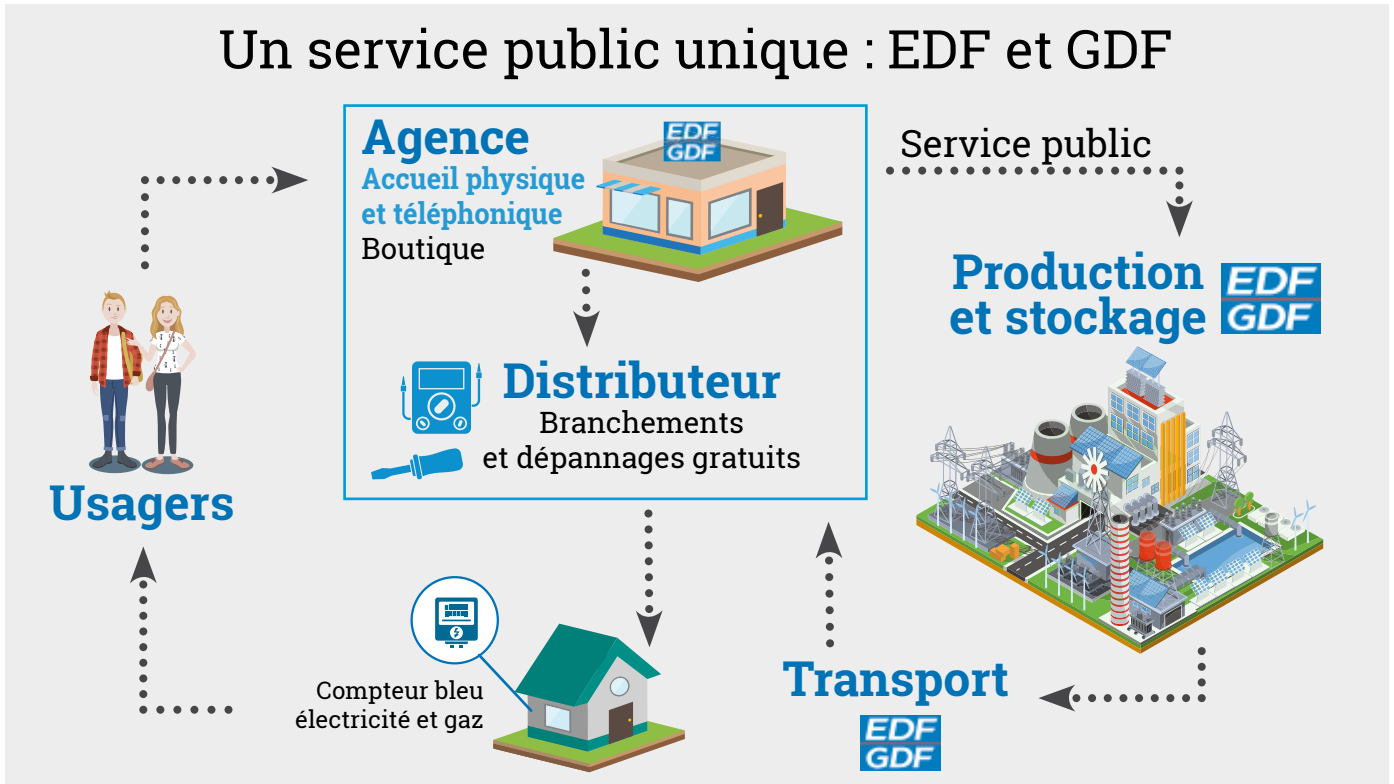 Un service public unique : EDF et GDF
Agence
Accueil physique
et téléphonique
Boutique
EDF
GDF
Service public
Production
et stockage
EDF
GDF
Distributeur
Branchements
et dépannages gratuits
Usagers
Compteur bleu
électricité et gaz
Transport
EDF
GDF